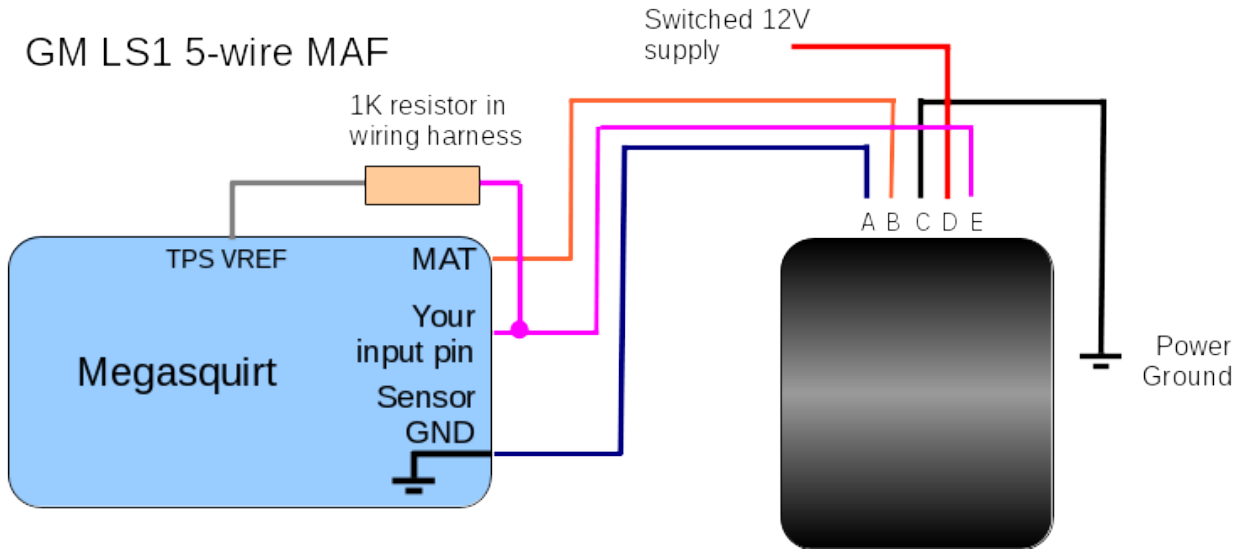 GM LS1 5-wire MAF
Switched 12V
supply
1K resistor in
wiring harness
A B C D E
TPS VREF
MAT
Your
input pin
Megasquirt
Sensor
GND
Power
Ground